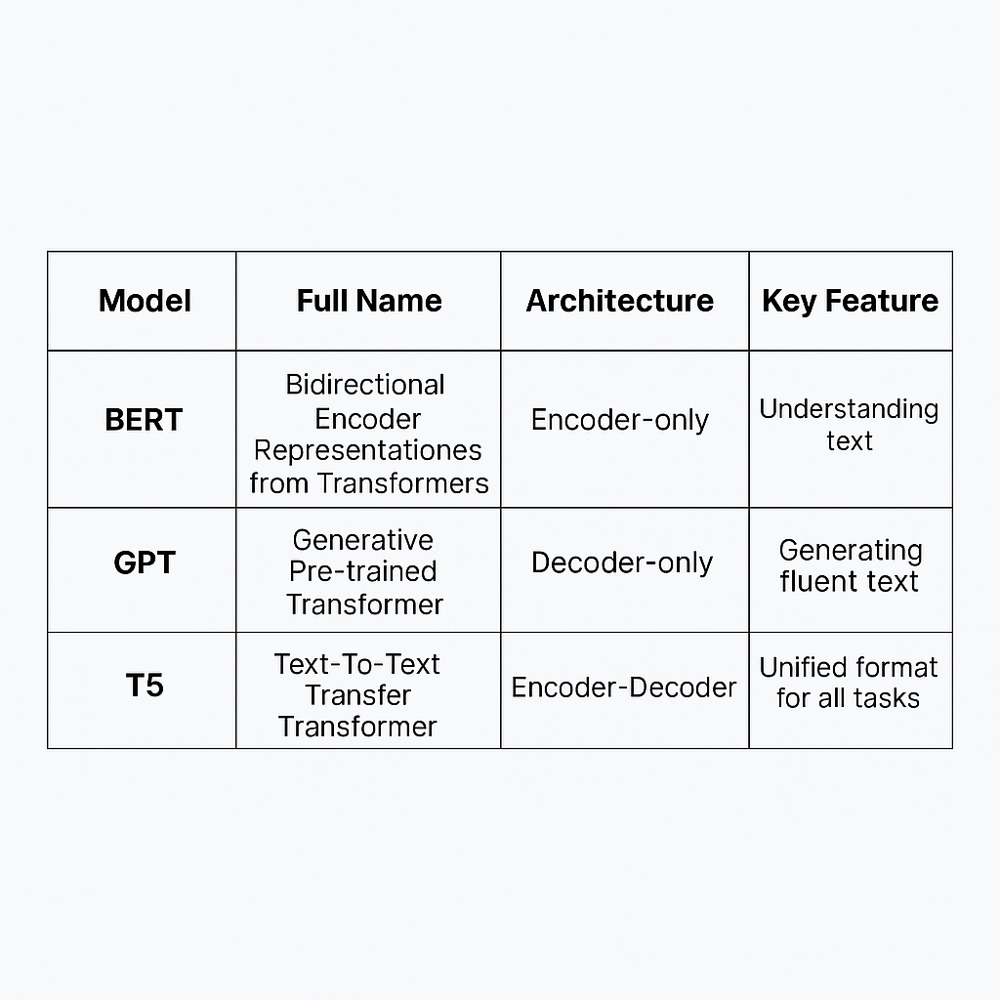 Model Full Name Architecture Key Feature
BERT
Bidirectional
Encoder
Representationes
from Transformers
Encoder-only
Understanding
text
GPT
Generative
Pre-trained
Transformer
Decoder-only
Generating
fluent text
T5
Text-To-Text
Transfer
Transformer
Encoder-Decoder
Unified format
for all tasks